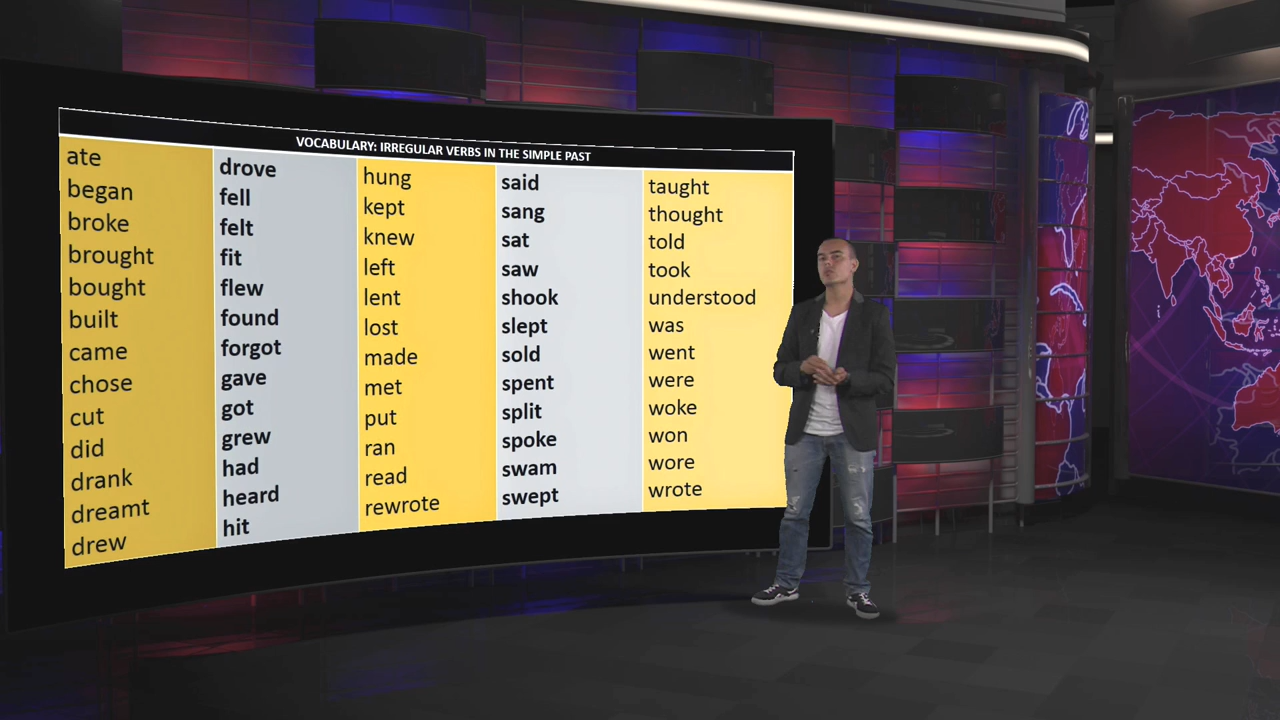 VOCABULARY: IRREGULAR VERBS IN THE SIMPLE PAST
ate
began
broke
brought
bought
built
came
chose
cut
did
drank
dreamt
drew
drove
fell
felt
fit
flew
found
forgot
gave
got
grew
had
heard
hit
hung
kept
knew
left
lent
lost
made
met
put
ran
read
rewrote
said
sang
sat
saw
shook
slept
sold
spent
split
spoke
swam
swept
taught
thought
told
took
understood
was
went
were
woke
won
wore
wrote